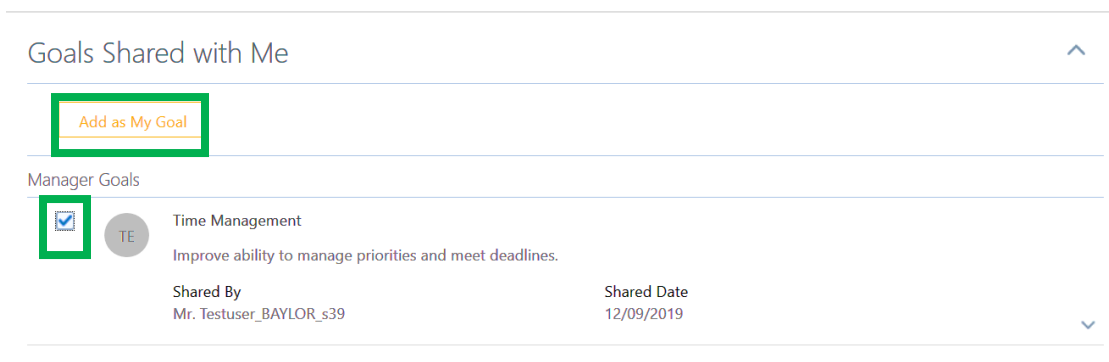 Goals Shared with Me
Add as My Goal
Manager Goals
TE
Time Management
Improve ability to manage priorities and meet deadlines.
Shared By
Shared Date
Mr. Testuser_BAYLOR_s39
12/09/2019